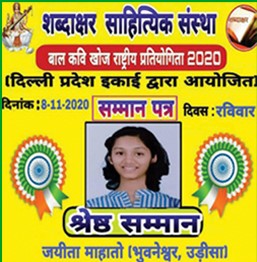 शब्दाक्षर साहित्यिक संस्था
बाल कवि खोज राष्ट्रीय प्रतियोगिता 2020
(दिल्ली प्रदेश इकाई द्वारा आयोजित)
दिनांक :8-11-2020 सम्मान पत्र दिवस : रविवार
श्रेष्ठ सम्मान
जयीता माहातो (भुवनेश्वर, उड़ीसा)